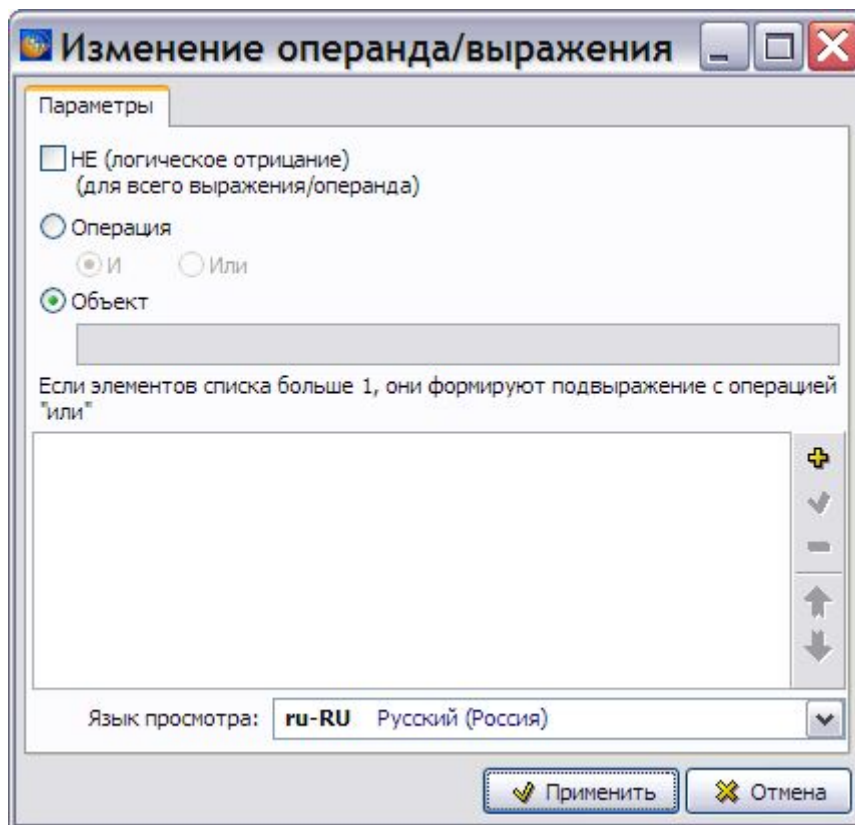 Изменение операнда/выражения
Параметры
НЕ (логическое отрицание)
(для всего выражения/операнда)
Операция
И Или
Объект
Если элементов списка больше 1, они формируют подвыражение с операцией
"или"
Язык просмотра: ru-RU Русский (Россия)
Применить Отмена